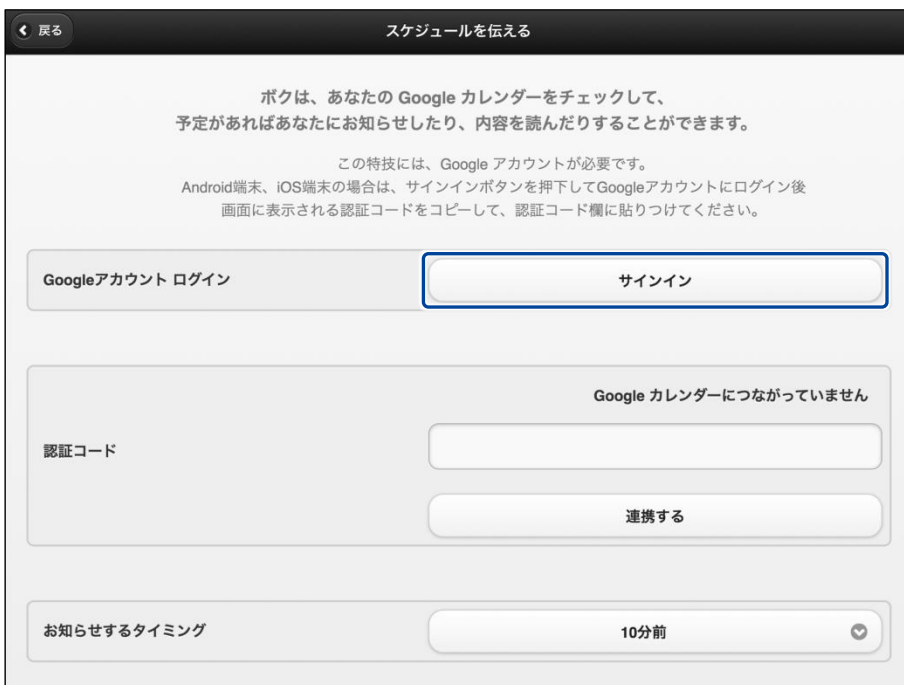 戻る
スケジュールを伝える
ボクは、あなたの Google カレンダーをチェックして、
予定があればあなたにお知らせしたり、内容を読んだりすることができます。
この特技には、Google アカウントが必要です。
Android端末、iOS端末の場合は、サインインボタンを押下してGoogleアカウントにログイン後
画面に表示される認証コードをコピーして、認証コード欄に貼りつけてください。
Googleアカウント ログイン
サインイン
Google カレンダーにつながっていません
認証コード
連携する
お知らせするタイミング
10分前